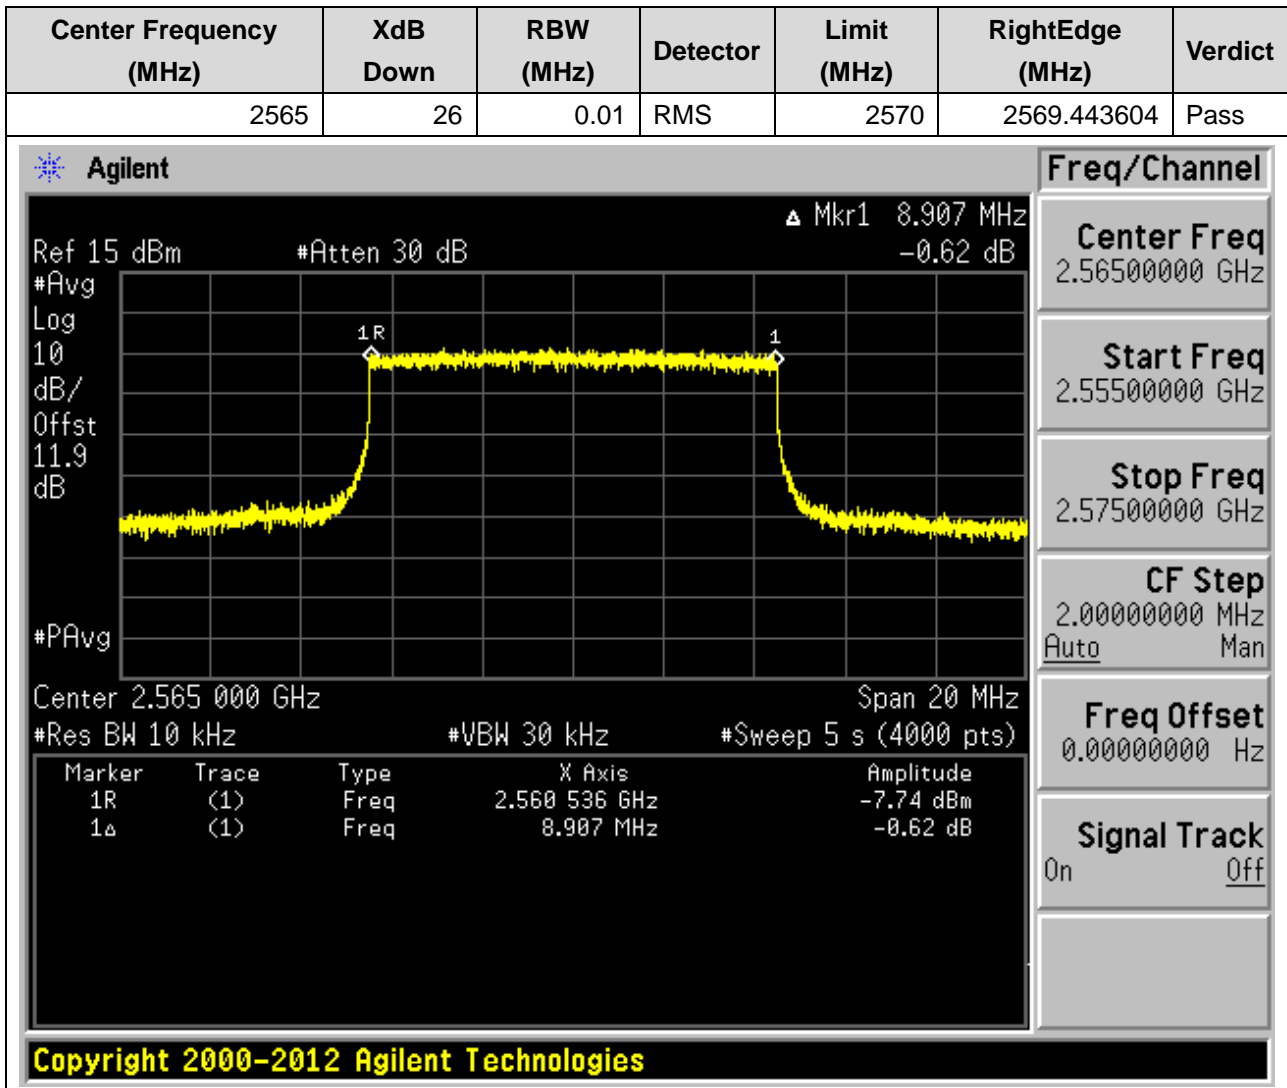 Center Frequency (MHz) XdB Down RBW (MHz) Detector Limit (MHz) RightEdge (MHz) Verdict
2565 26 0.01 RMS 2570 2569.443604 Pass
Agilent
Freq/Channel
Δ Mkr1 8.907 MHz
Ref 15 dBm #Atten 30 dB -0.62 dB
#Avg
Log
10
dB/
Offst
11.9
dB
1R
1
#PAvg
Center 2.565 000 GHz Span 20 MHz
#Res BW 10 kHz #VBW 30 kHz #Sweep 5 s (4000 pts)
Marker Trace Type X Axis Amplitude
1R (1) Freq 2.560 536 GHz -7.74 dBm
1Δ (1) Freq 8.907 MHz -0.62 dB
Center Freq
2.56500000 GHz
Start Freq
2.55500000 GHz
Stop Freq
2.57500000 GHz
CF Step
2.00000000 MHz
Auto Man
Freq Offset
0.00000000 Hz
Signal Track
On Off
Copyright 2000-2012 Agilent Technologies